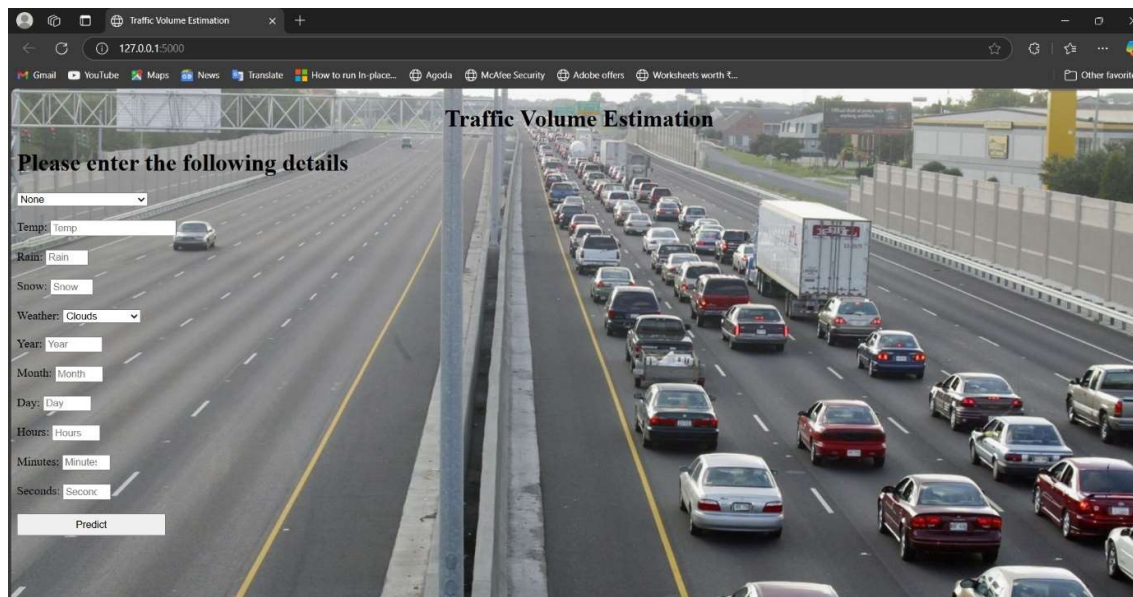 Traffic Volume Estimation
127.0.0.1:5000
Gmail YouTube Maps News Translate How to run In-place... Agoda McAfee Security Adobe offers Worksheets worth ₹... Other favorite
Traffic Volume Estimation
Please enter the following details
None
Temp: Temp
Rain: Rain
Snow: Snow
Weather: Clouds
Year: Year
Month: Month
Day: Day
Hours: Hours
Minutes: Minutes
Seconds: Secon
Predict